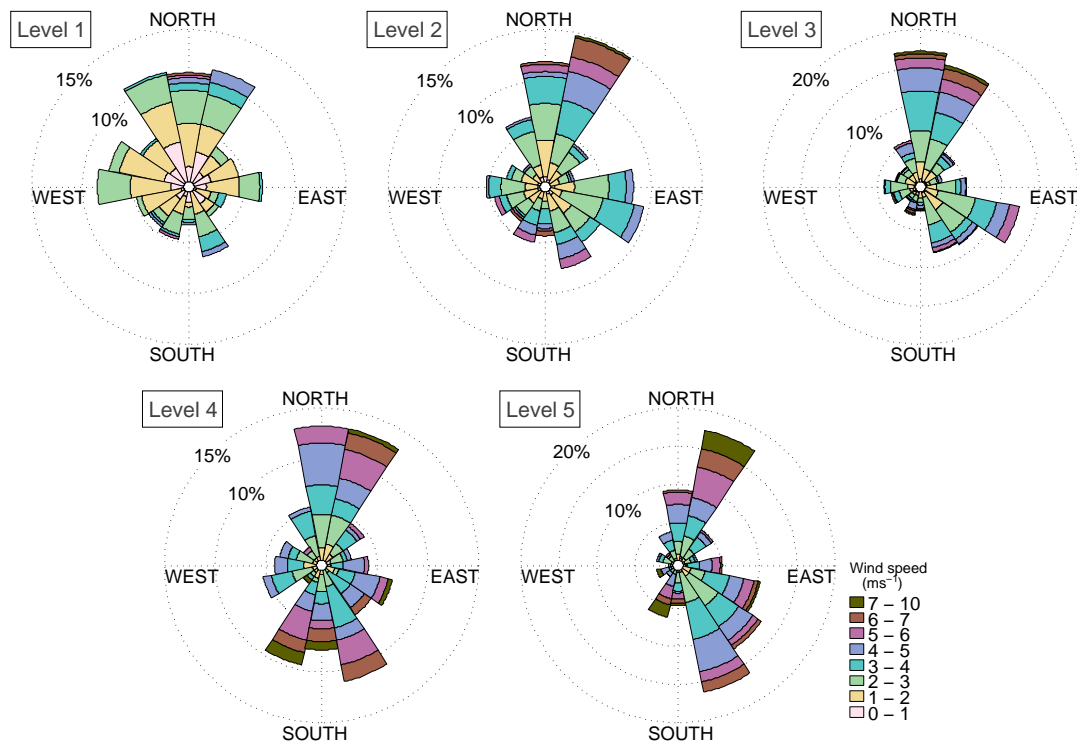 Level 1
NORTH
15%
10%
WEST
EAST
SOUTH
Level 2
NORTH
15%
10%
WEST
EAST
SOUTH
Level 3
NORTH
20%
10%
WEST
EAST
SOUTH
Level 4
NORTH
15%
10%
WEST
EAST
SOUTH
Level 5
NORTH
20%
10%
WEST
EAST
SOUTH
Wind speed
(ms⁻¹)
7 – 10
6 – 7
5 – 6
4 – 5
3 – 4
2 – 3
1 – 2
0 – 1